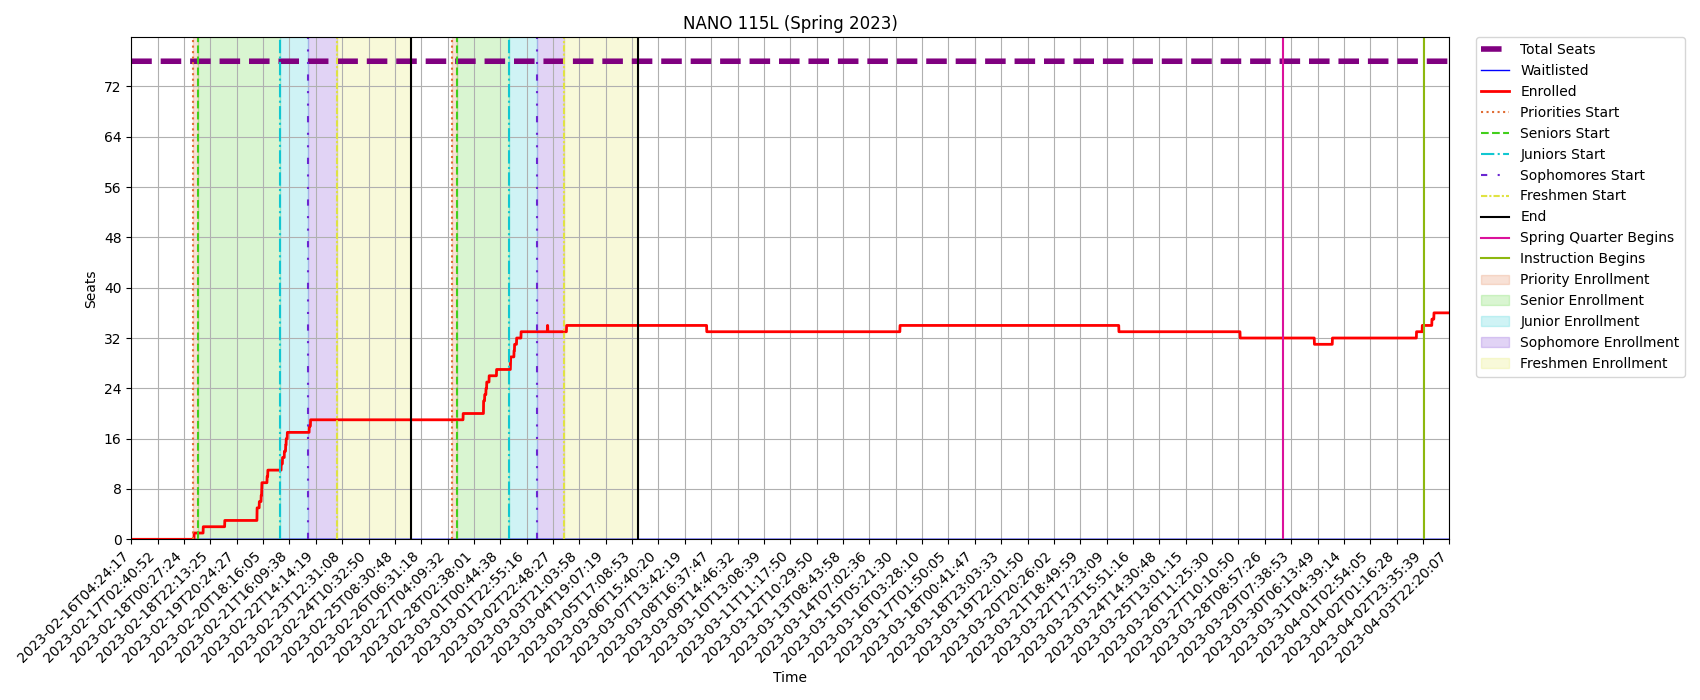 NANO 115L (Spring 2023)
Seats
72
64
56
48
40
32
24
16
8
0
2023-02-16T04:24:17
2023-02-17T02:40:52
2023-02-18T00:27:24
2023-02-18T22:13:25
2023-02-19T20:24:27
2023-02-20T18:16:05
2023-02-21T16:09:38
2023-02-22T14:14:19
2023-02-23T12:31:08
2023-02-24T10:32:50
2023-02-25T08:30:48
2023-02-26T06:31:18
2023-02-27T04:09:32
2023-02-28T02:38:01
2023-03-01T00:44:38
2023-03-01T22:55:16
2023-03-02T22:48:27
2023-03-03T21:03:58
2023-03-04T19:07:19
2023-03-05T17:08:53
2023-03-06T15:40:20
2023-03-07T13:42:19
2023-03-08T16:37:47
2023-03-09T14:46:32
2023-03-10T13:08:39
2023-03-11T11:17:50
2023-03-12T10:29:50
2023-03-13T08:43:58
2023-03-14T07:02:36
2023-03-15T05:21:30
2023-03-16T03:28:10
2023-03-17T01:50:05
2023-03-18T00:41:47
2023-03-18T23:03:33
2023-03-19T22:01:50
2023-03-20T20:26:02
2023-03-21T18:49:59
2023-03-22T17:23:09
2023-03-23T15:51:16
2023-03-24T14:30:48
2023-03-25T13:01:15
2023-03-26T11:25:30
2023-03-27T10:10:50
2023-03-28T08:57:26
2023-03-29T07:38:53
2023-03-30T06:13:49
2023-03-31T04:39:14
2023-04-01T02:54:05
2023-04-02T01:16:28
2023-04-02T23:35:39
2023-04-03T22:20:07
Time
Total Seats
Waitlisted
Enrolled
Priorities Start
Seniors Start
Juniors Start
Sophomores Start
Freshmen Start
End
Spring Quarter Begins
Instruction Begins
Priority Enrollment
Senior Enrollment
Junior Enrollment
Sophomore Enrollment
Freshmen Enrollment